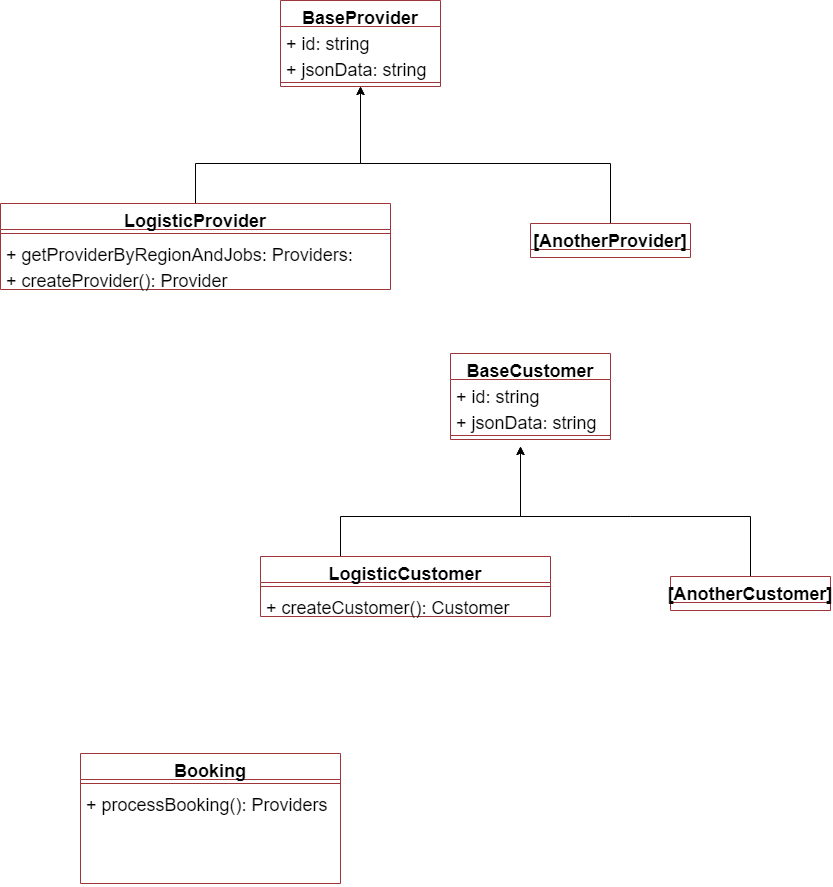 BaseProvider
+ id: string
+ jsonData: string
LogisticProvider
+ getProviderByRegionAndJobs: Providers:
+ createProvider(): Provider
[AnotherProvider]
BaseCustomer
+ id: string
+ jsonData: string
LogisticCustomer
+ createCustomer(): Customer
[AnotherCustomer]
Booking
+ processBooking(): Providers